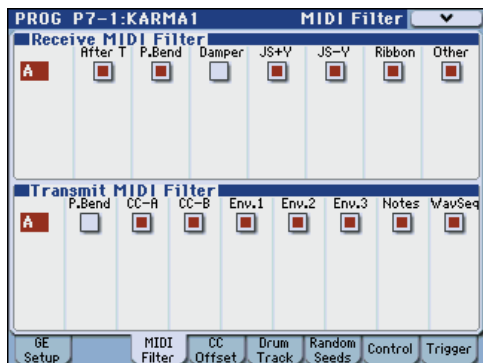 PROG P7-1:KARMA1 MIDI Filter
Receive MIDI Filter
After T P.Bend Damper JS+Y JS-Y Ribbon Other
A
Transmit MIDI Filter
P.Bend CC-A CC-B Env.1 Env.2 Env.3 Notes WavSeq
A
GE Setup MIDI Filter CC Offset Drum Track Random Seeds Control Trigger